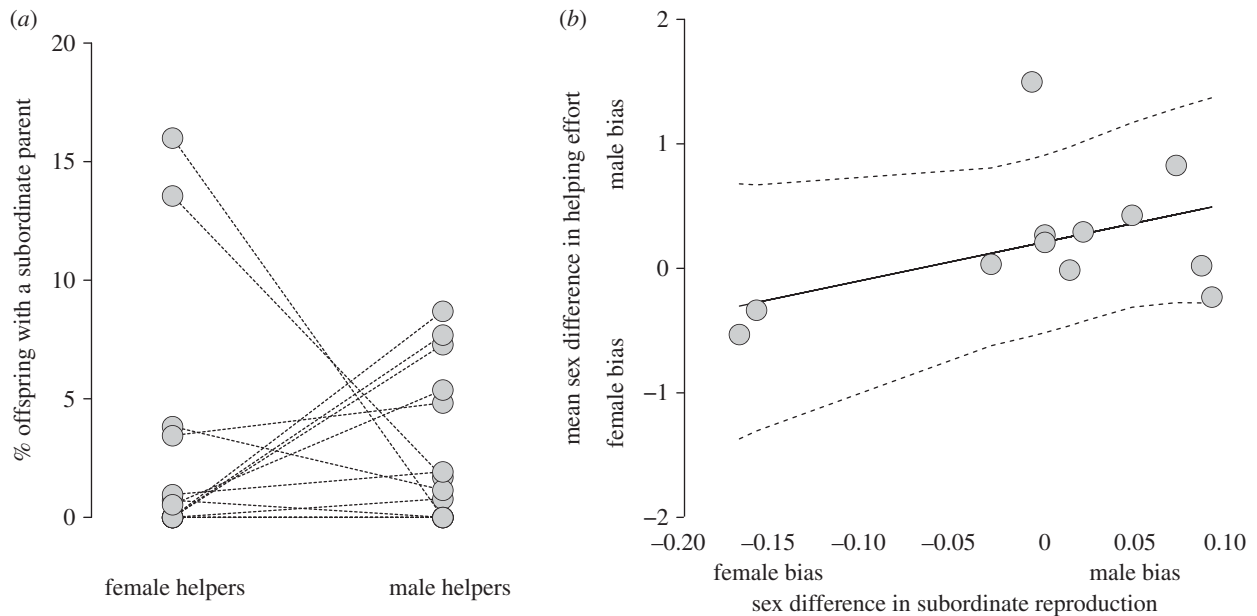 (a)
20
15
10
5
0
% offspring with a subordinate parent
female helpers
male helpers
(b)
2
1
0
−1
−2
mean sex difference in helping effort
male bias
female bias
−0.20
−0.15
−0.10
−0.05
0
0.05
0.10
female bias
male bias
sex difference in subordinate reproduction